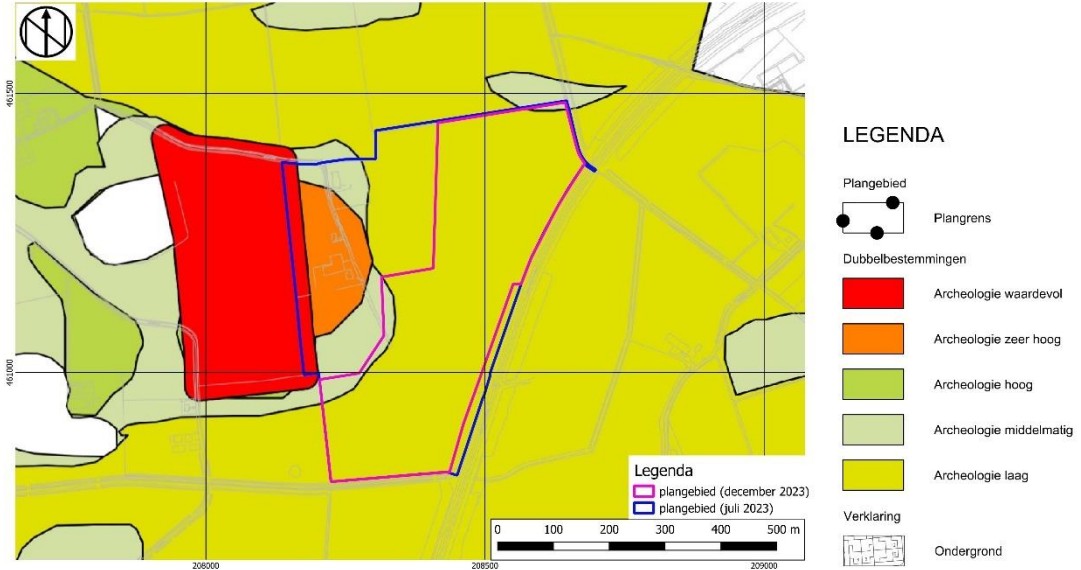 461500
461000
208000
208500
209000
Legenda
plangebied (december 2023)
plangebied (juli 2023)
0 100 200 300 400 500 m
LEGENDA
Plangebied
Plangrens
Dubbelbestemmingen
Archeologie waardevol
Archeologie zeer hoog
Archeologie hoog
Archeologie middelmatig
Archeologie laag
Verklaring
Ondergrond